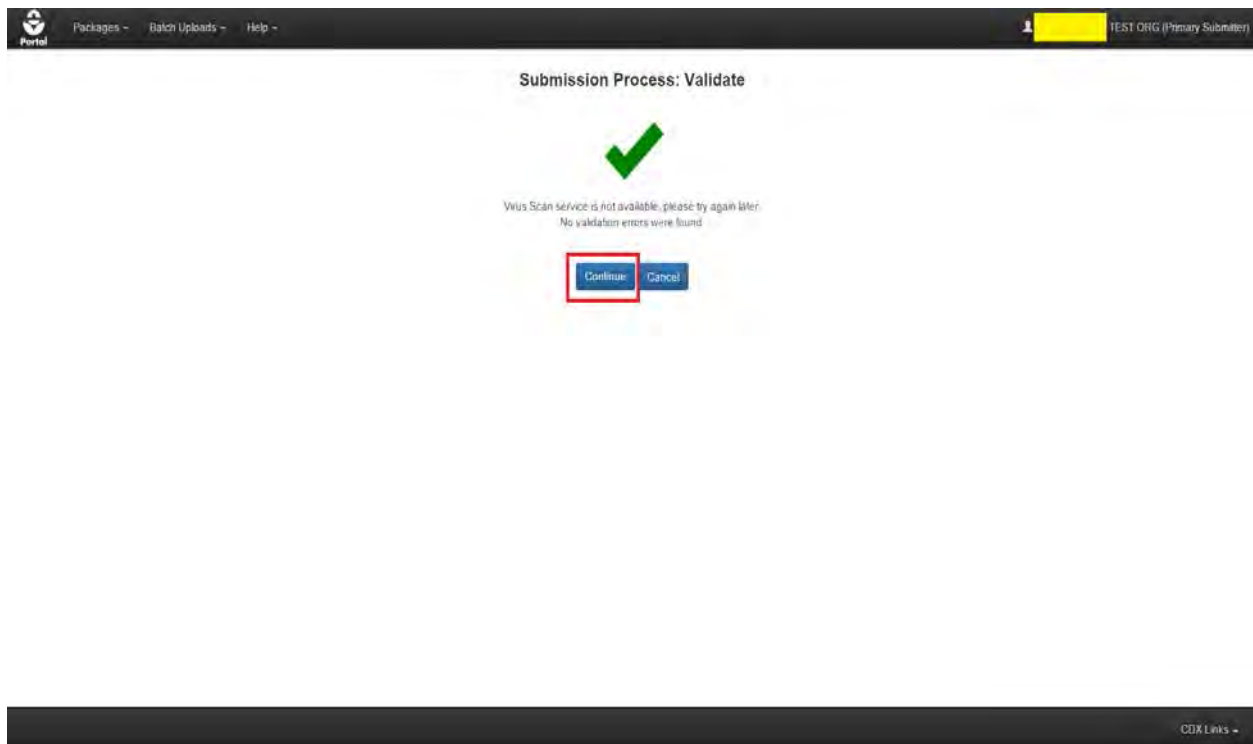 Packages Batch Uploads Help TEST ORG (Primary Submitter)
Portal
Submission Process: Validate
Virus Scan service is not available, please try again later.
No validation errors were found
Continue Cancel
CDX Links